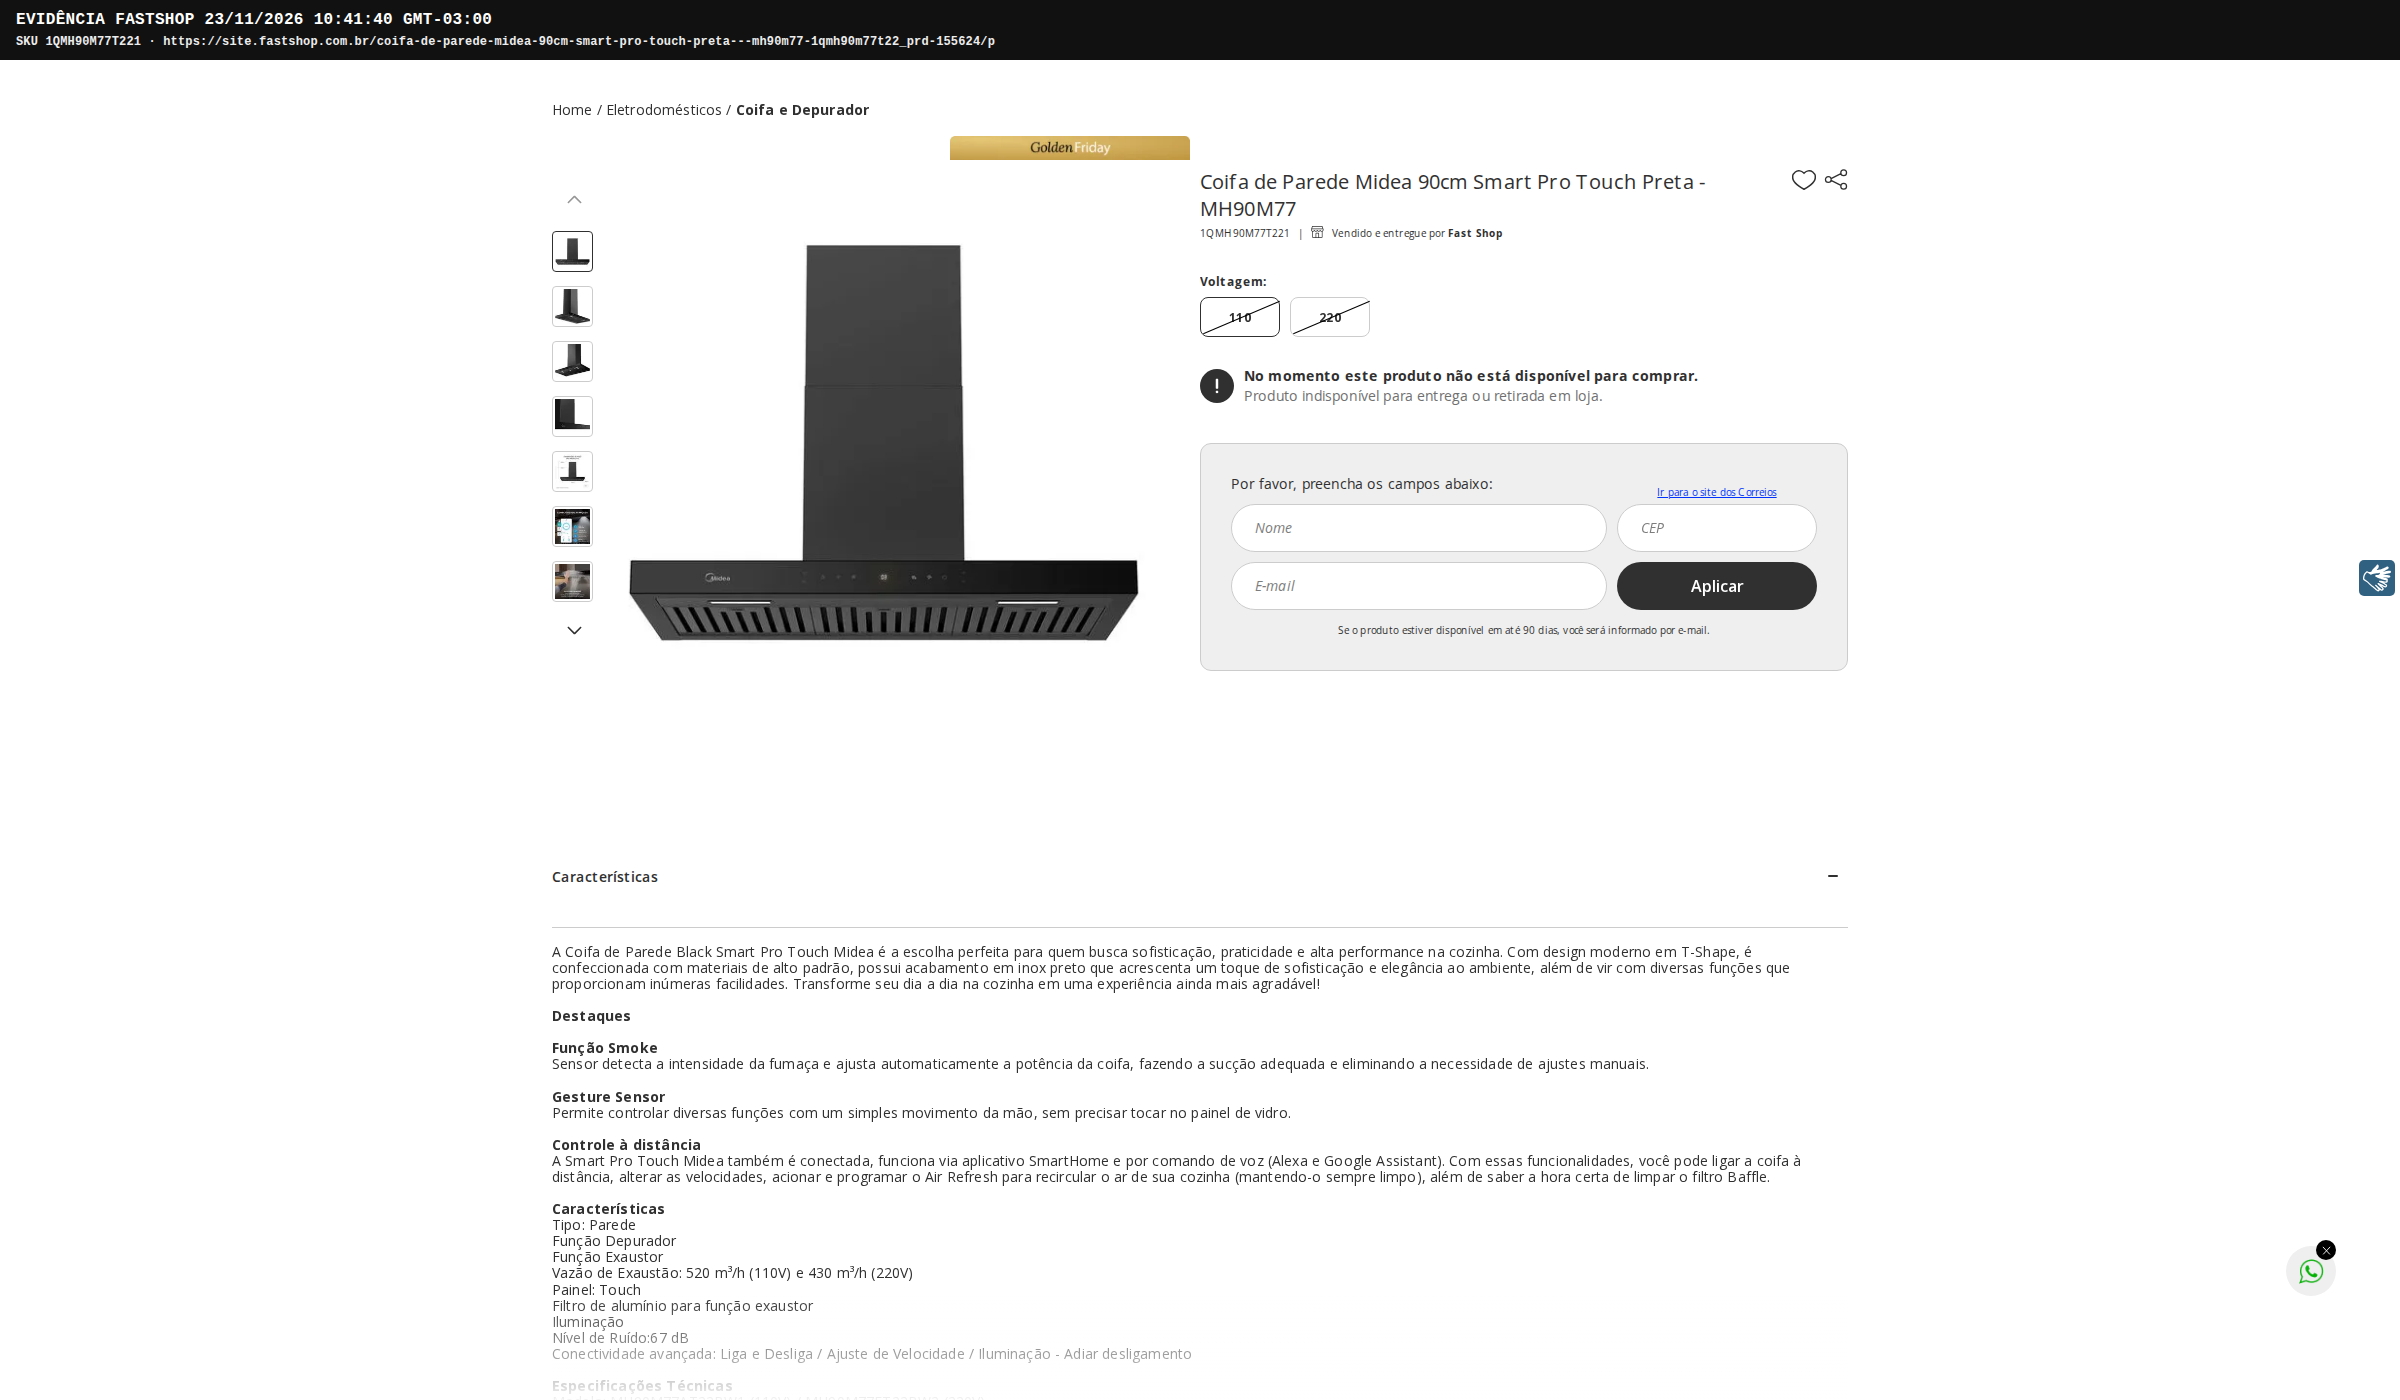 EVIDÊNCIA FASTSHOP 23/11/2026 10:41:40 GMT-03:00
SKU 1QMH90M77T221 · https://site.fastshop.com.br/coifa-de-parede-midea-90cm-smart-pro-touch-preta---mh90m77-1qmh90m77t22_prd-155624/p
Home / Eletrodomésticos / Coifa e Depurador
Golden Friday
Coifa de Parede Midea 90cm Smart Pro Touch Preta -
MH90M77
1QMH90M77T221 | Vendido e entregue por Fast Shop
Voltagem:
110 220
No momento este produto não está disponível para comprar.
Produto indisponível para entrega ou retirada em loja.
Por favor, preencha os campos abaixo:
Ir para o site dos Correios
Nome CEP
E-mail Aplicar
Se o produto estiver disponível em até 90 dias, você será informado por e-mail.
Midea
Características
A Coifa de Parede Black Smart Pro Touch Midea é a escolha perfeita para quem busca sofisticação, praticidade e alta performance na cozinha. Com design moderno em T-Shape, é
confeccionada com materiais de alto padrão, possui acabamento em inox preto que acrescenta um toque de sofisticação e elegância ao ambiente, além de vir com diversas funções que
proporcionam inúmeras facilidades. Transforme seu dia a dia na cozinha em uma experiência ainda mais agradável!
Destaques
Função Smoke
Sensor detecta a intensidade da fumaça e ajusta automaticamente a potência da coifa, fazendo a sucção adequada e eliminando a necessidade de ajustes manuais.
Gesture Sensor
Permite controlar diversas funções com um simples movimento da mão, sem precisar tocar no painel de vidro.
Controle à distância
A Smart Pro Touch Midea também é conectada, funciona via aplicativo SmartHome e por comando de voz (Alexa e Google Assistant). Com essas funcionalidades, você pode ligar a coifa à
distância, alterar as velocidades, acionar e programar o Air Refresh para recircular o ar de sua cozinha (mantendo-o sempre limpo), além de saber a hora certa de limpar o filtro Baffle.
Características
Tipo: Parede
Função Depurador
Função Exaustor
Vazão de Exaustão: 520 m³/h (110V) e 430 m³/h (220V)
Painel: Touch
Filtro de alumínio para função exaustor
Iluminação
Nível de Ruído:67 dB
Conectividade avançada: Liga e Desliga / Ajuste de Velocidade / Iluminação - Adiar desligamento
Especificações Técnicas